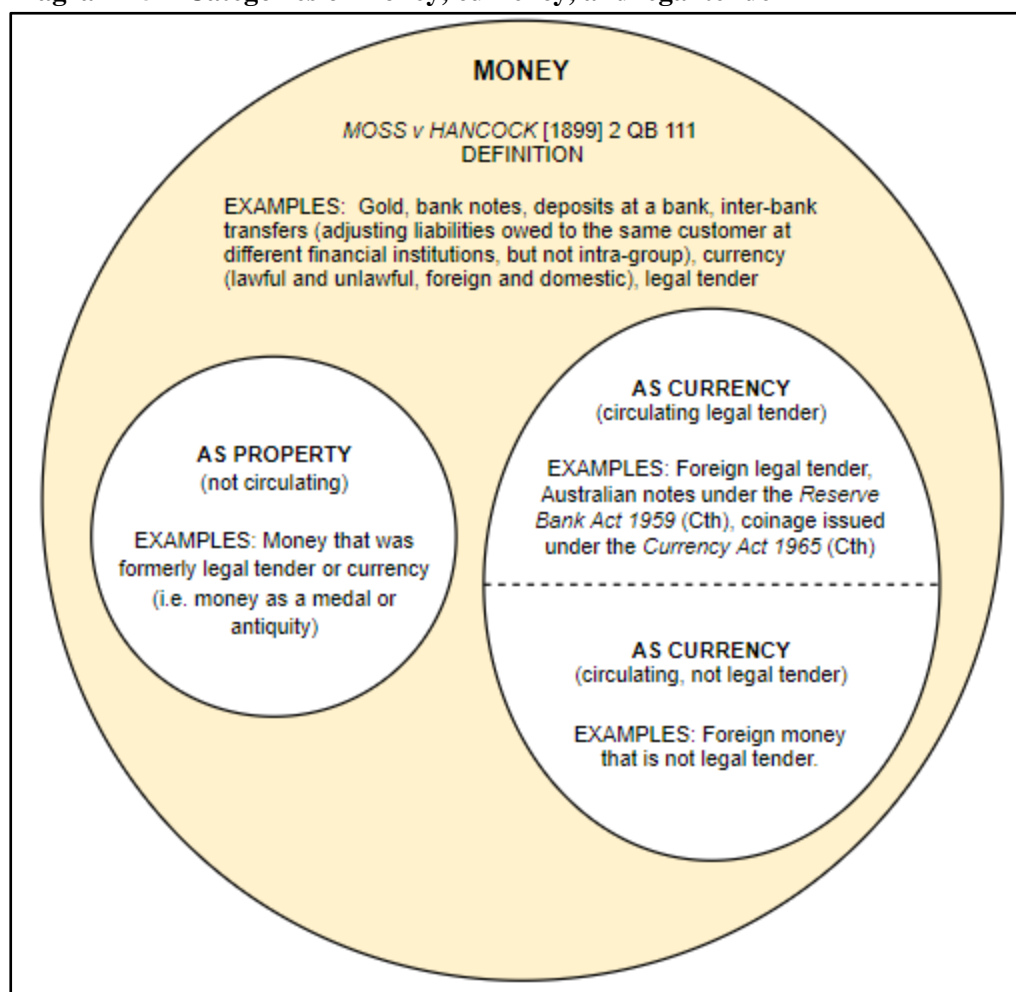 MONEY
MOSS v HANCOCK [1899] 2 QB 111
DEFINITION
EXAMPLES: Gold, bank notes, deposits at a bank, inter-bank
transfers (adjusting liabilities owed to the same customer at
different financial institutions, but not intra-group), currency
(lawful and unlawful, foreign and domestic), legal tender
AS PROPERTY
(not circulating)
EXAMPLES: Money that was
formerly legal tender or currency
(i.e. money as a medal or
antiquity)
AS CURRENCY
(circulating legal tender)
EXAMPLES: Foreign legal tender,
Australian notes under the Reserve
Bank Act 1959 (Cth), coinage issued
under the Currency Act 1965 (Cth)
AS CURRENCY
(circulating, not legal tender)
EXAMPLES: Foreign money
that is not legal tender.